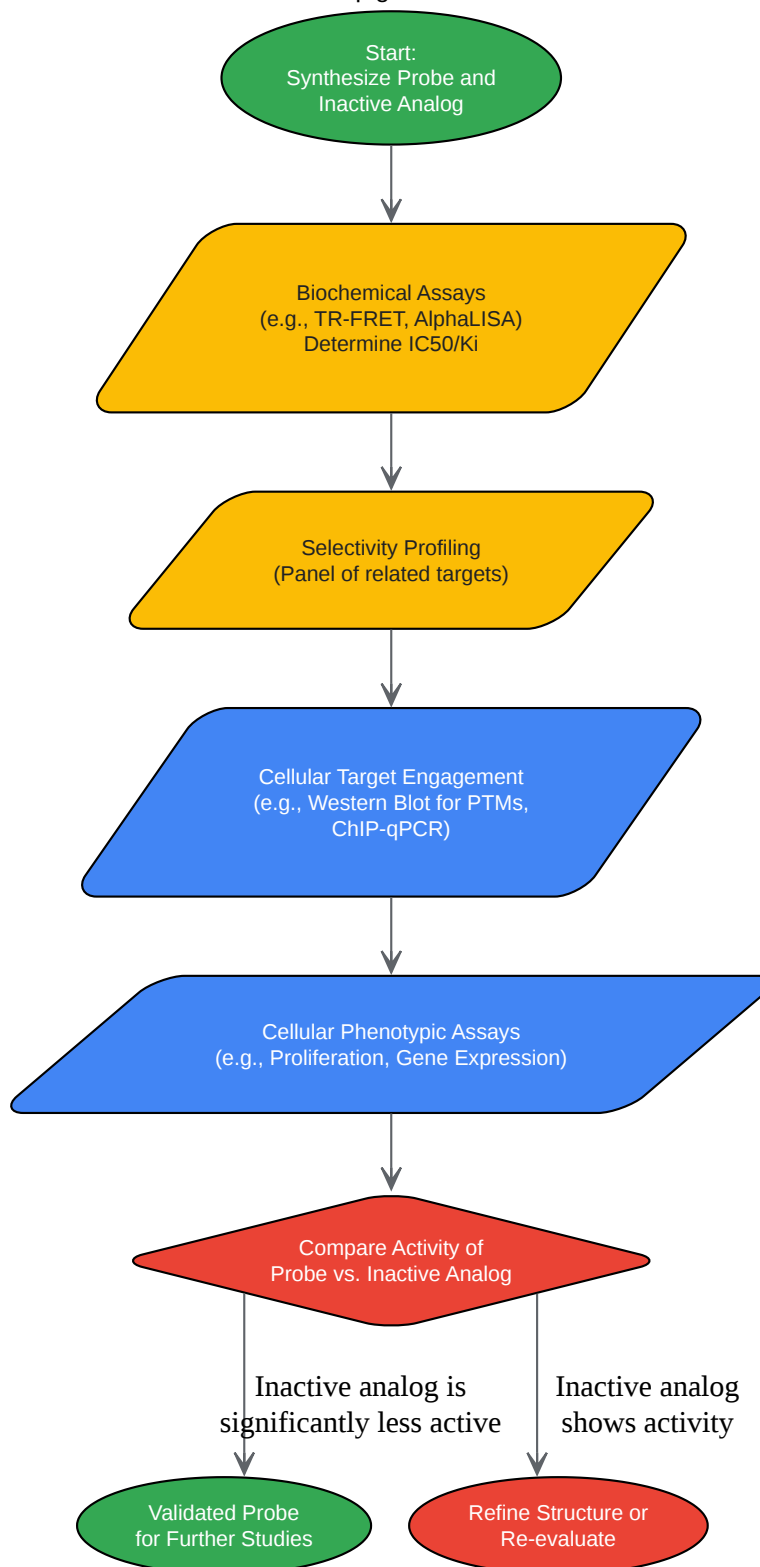 Start:
Synthesize Probe and
Inactive Analog
Biochemical Assays
(e.g., TR-FRET, AlphaLISA)
Determine IC50/Ki
Selectivity Profiling
(Panel of related targets)
Cellular Target Engagement
(e.g., Western Blot for PTMs,
ChIP-qPCR)
Cellular Phenotypic Assays
(e.g., Proliferation, Gene Expression)
Compare Activity of
Probe vs. Inactive Analog
Inactive analog is
significantly less active
Inactive analog
shows activity
Validated Probe
for Further Studies
Refine Structure or
Re-evaluate